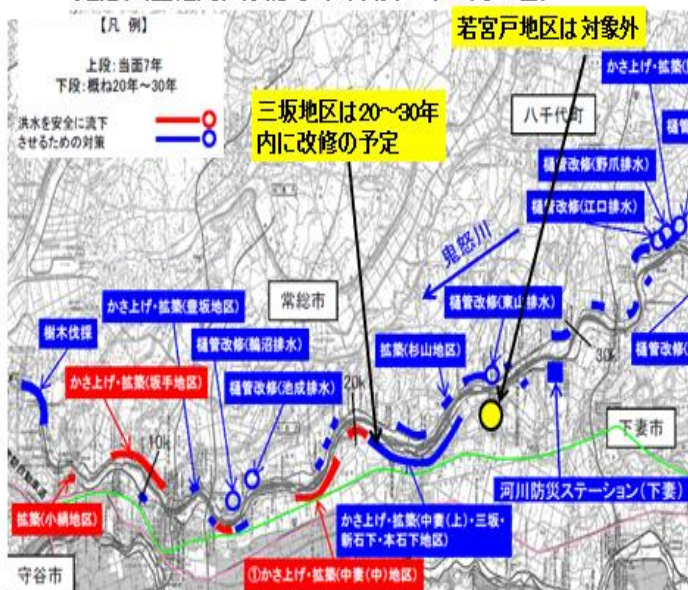 【凡 例】
上段:当面7年
下段:概ね20年～30年
洪水を安全に流下
させるための対策
若宮戸地区は対象外
三坂地区は20～30年
内に改修の予定
八千代町
かさ上げ・拡築
樋管
樋管改修(野爪排水)
樋管改修(江口排水)
鬼怒川
常総市
かさ上げ・拡築(豊坂地区)
樋管改修(東山排水)
樹木伐採
樋管改修(鵜沼排水)
拡築(杉山地区)
30k
樋管改修(
かさ上げ・拡築(坂手地区)
樋管改修(池成排水)
20k
10k
下妻市
河川防災ステーション(下妻)
拡築(小絹地区)
かさ上げ・拡築(中妻(上)・三坂・
新石下・本石下地区)
守谷市
①かさ上げ・拡築(中妻(中)地区)